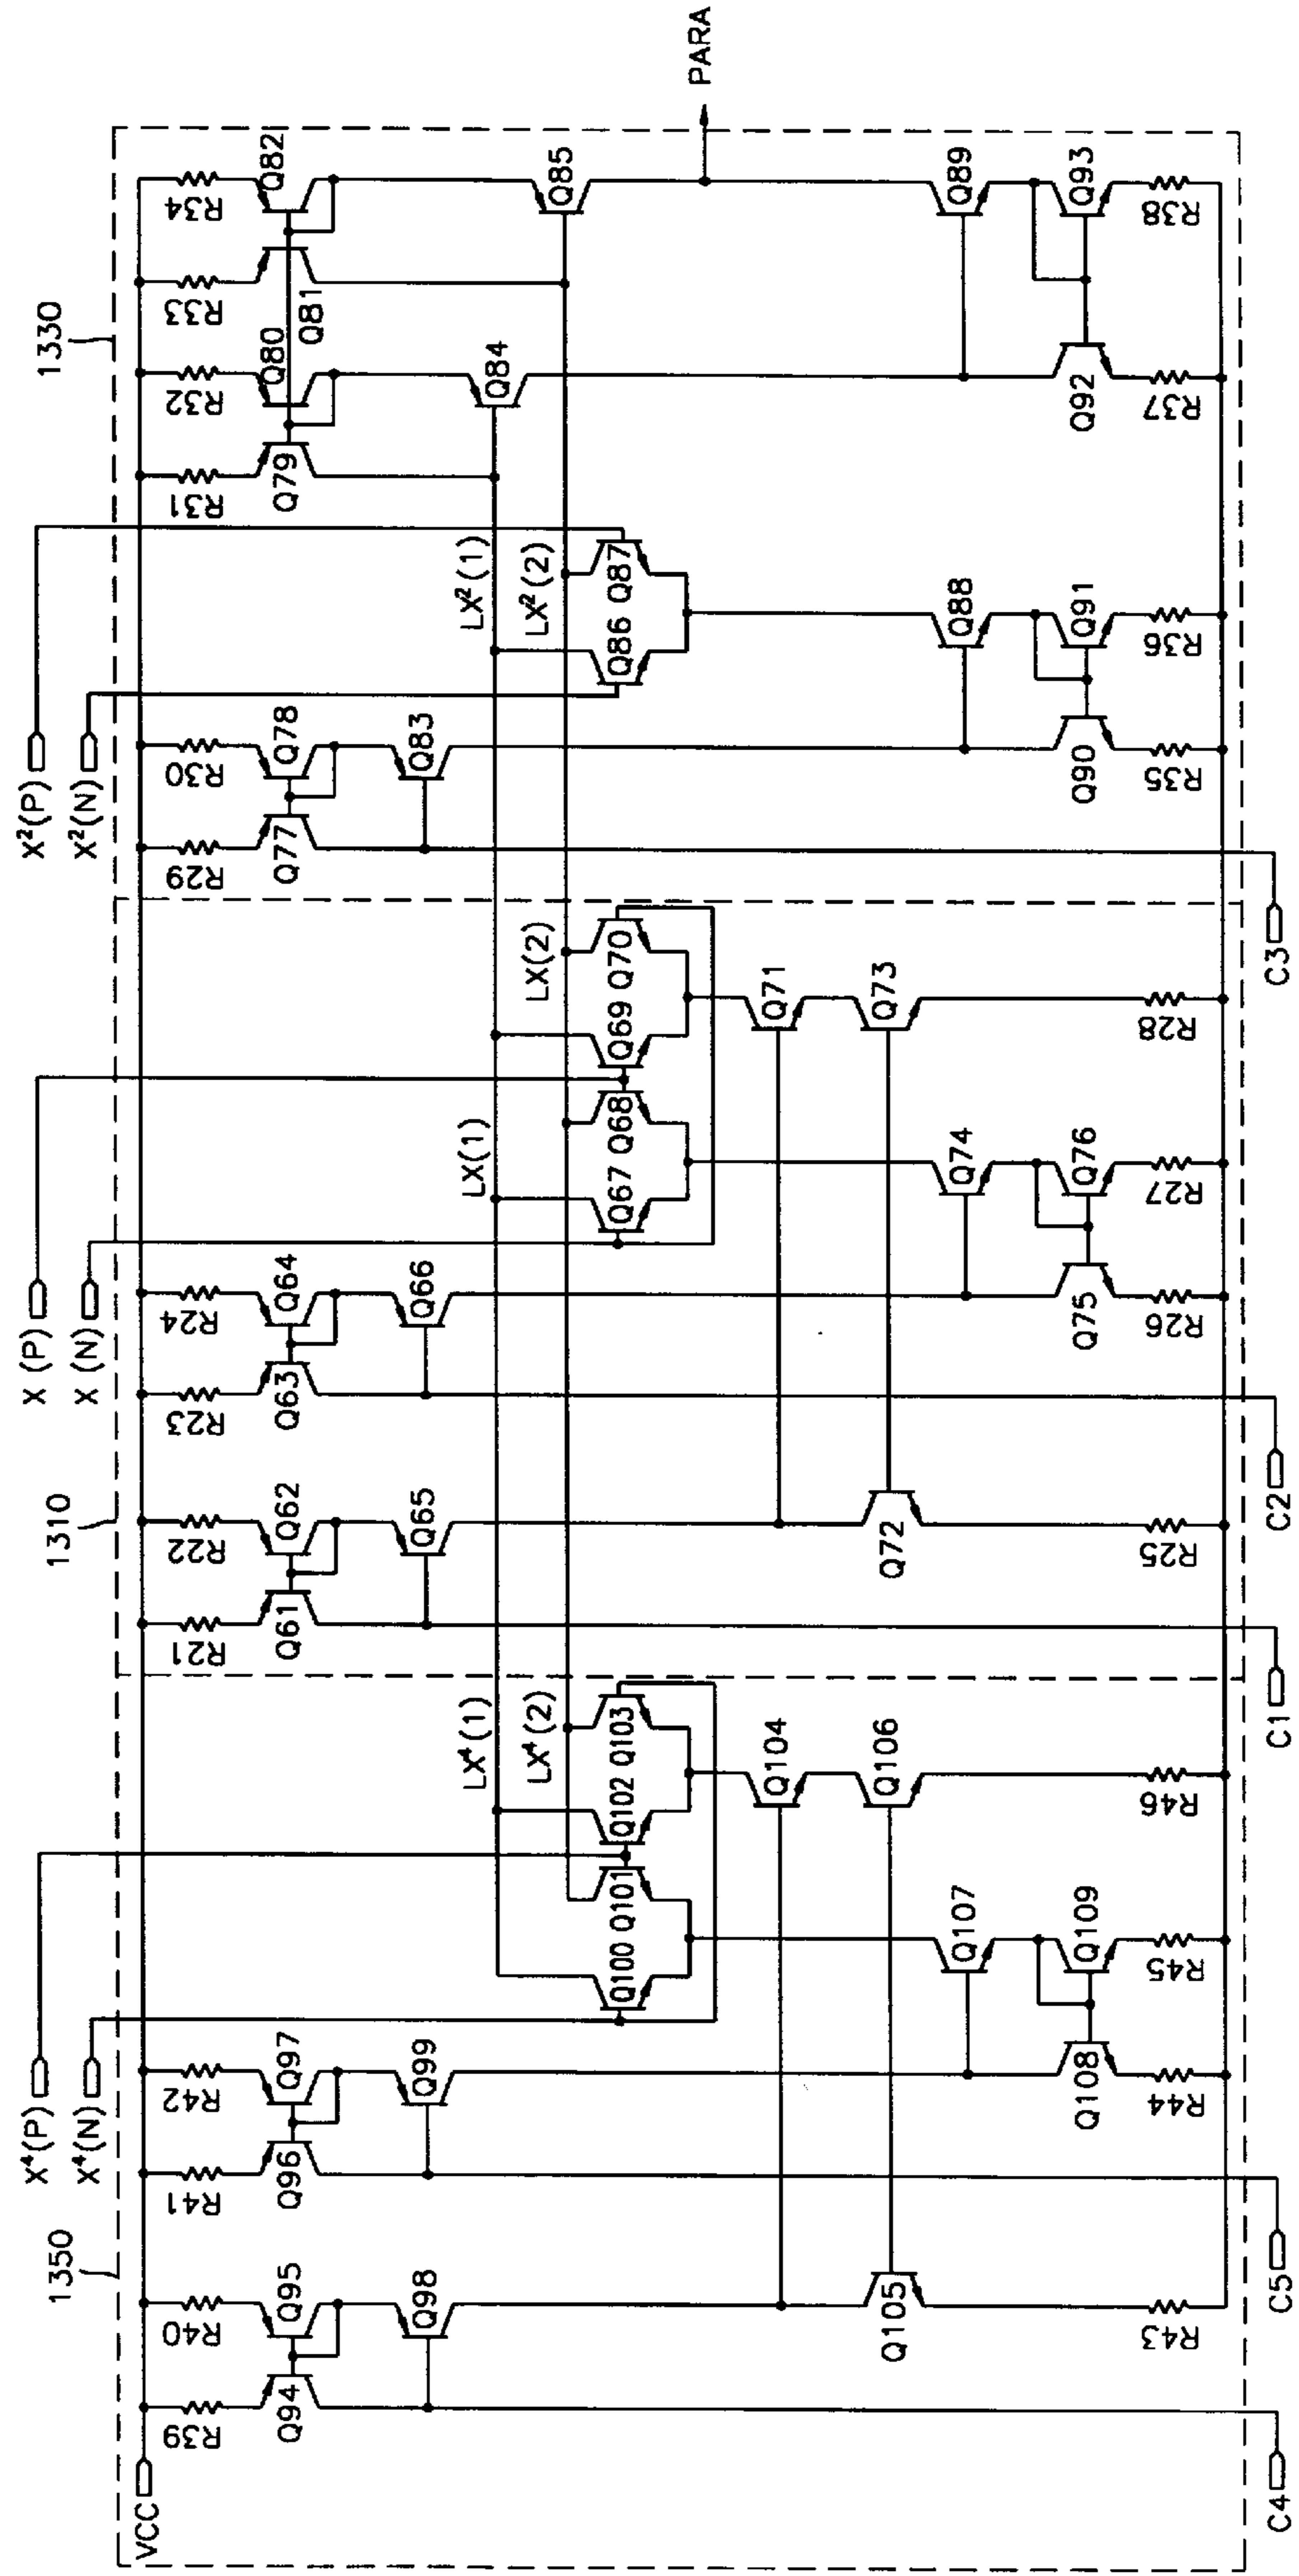 1350
1310
1330
X⁴(P)
X⁴(N)
X (P)
X (N)
X²(P)
X²(N)
VCC
R39
R40
R41
R42
R21
R22
R23
R24
R29
R30
R31
R32
R33
R34
Q94
Q95
Q96
Q97
Q61
Q62
Q63
Q64
Q77
Q78
Q79
Q80
Q81
Q82
Q98
Q99
Q65
Q66
Q83
Q84
Q85
LX⁴(1)
LX⁴(2)
LX(1)
LX(2)
LX²(1)
LX²(2)
Q100
Q101
Q102
Q103
Q67
Q68
Q69
Q70
Q86
Q87
PARA
Q104
Q71
Q105
Q106
Q72
Q73
Q107
Q74
Q88
Q89
Q108
Q109
Q75
Q76
Q90
Q91
Q92
Q93
R43
R44
R45
R46
R25
R26
R27
R28
R35
R36
R37
R38
C4
C5
C1
C2
C3